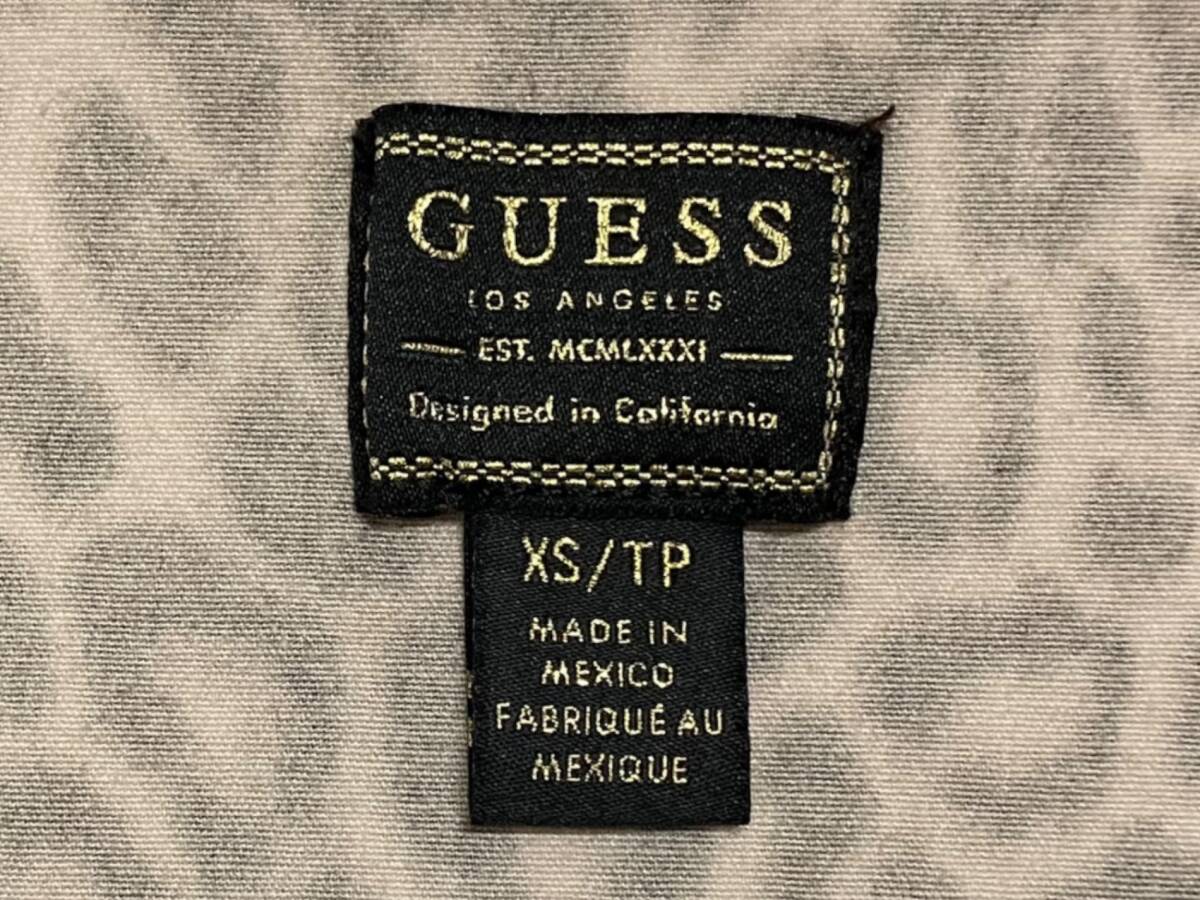 GUESS
LOS ANGELES
EST. MCMLXXXI
Designed in California
XS/TP
MADE IN
MEXICO
FABRIQUÉ AU
MEXIQUE